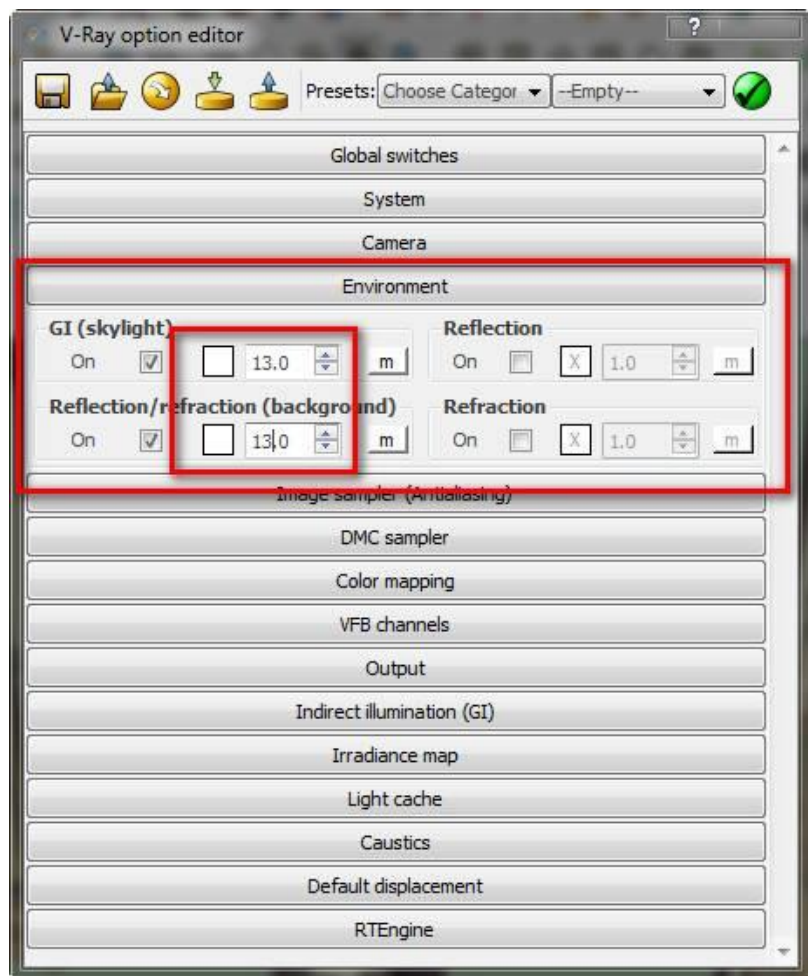 V-Ray option editor
?
Presets: Choose Categor --Empty--
Global switches
System
Camera
Environment
GI (skylight) Reflection
On 13.0 m On X 1.0 m
Reflection/refraction (background) Refraction
On 13.0 m On X 1.0 m
Image sampler (Antialiasing)
DMC sampler
Color mapping
VFB channels
Output
Indirect illumination (GI)
Irradiance map
Light cache
Caustics
Default displacement
RTEngine